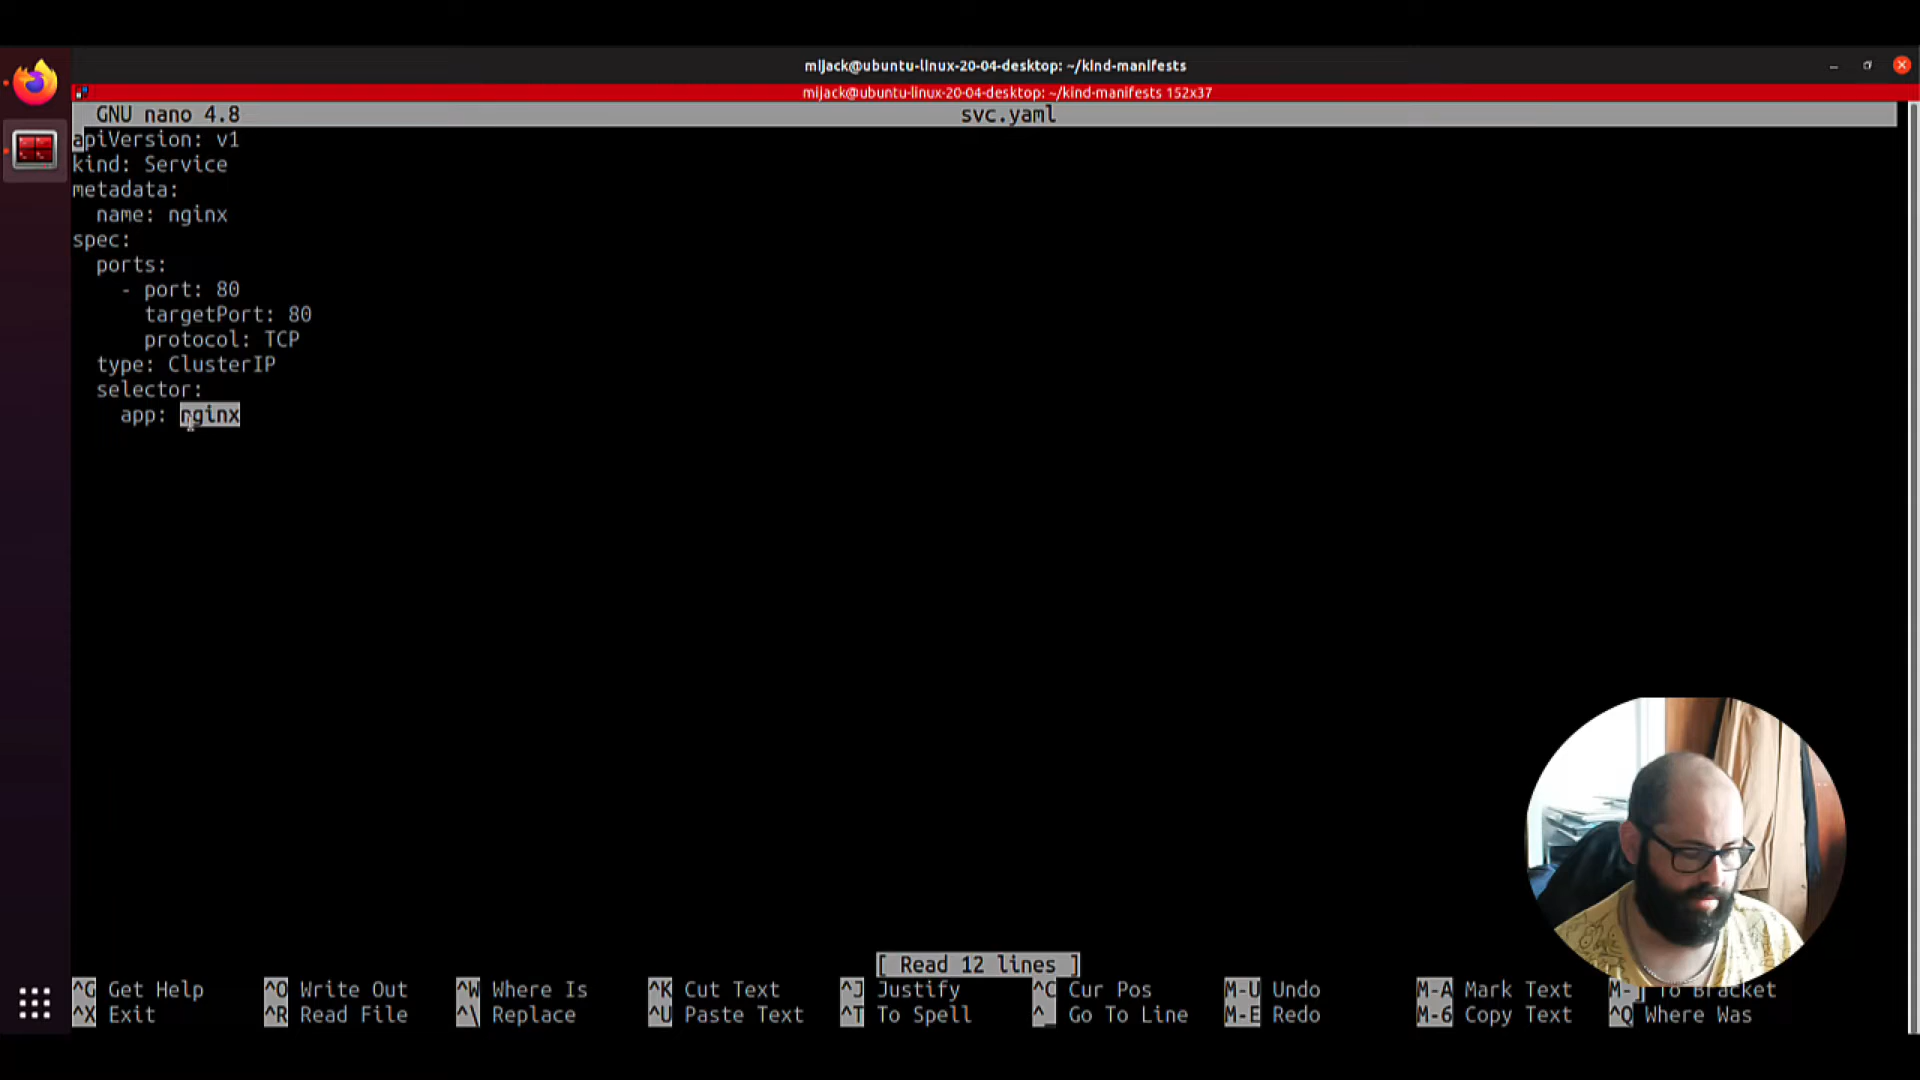 mijack@ubuntu-linux-20-04-desktop: ~/kind-manifests
mijack@ubuntu-linux-20-04-desktop: ~/kind-manifests 152x37
GNU nano 4.8 svc.yaml
apiVersion: v1
kind: Service
metadata:
  name: nginx
spec:
  ports:
    - port: 80
      targetPort: 80
      protocol: TCP
  type: ClusterIP
  selector:
    app: nginx
[ Read 12 lines ]
^G Get Help ^O Write Out ^W Where Is ^K Cut Text ^J Justify ^C Cur Pos M-U Undo M-A Mark Text M-] To Bracket
^X Exit ^R Read File ^\ Replace ^U Paste Text ^T To Spell ^_ Go To Line M-E Redo M-6 Copy Text ^Q Where Was